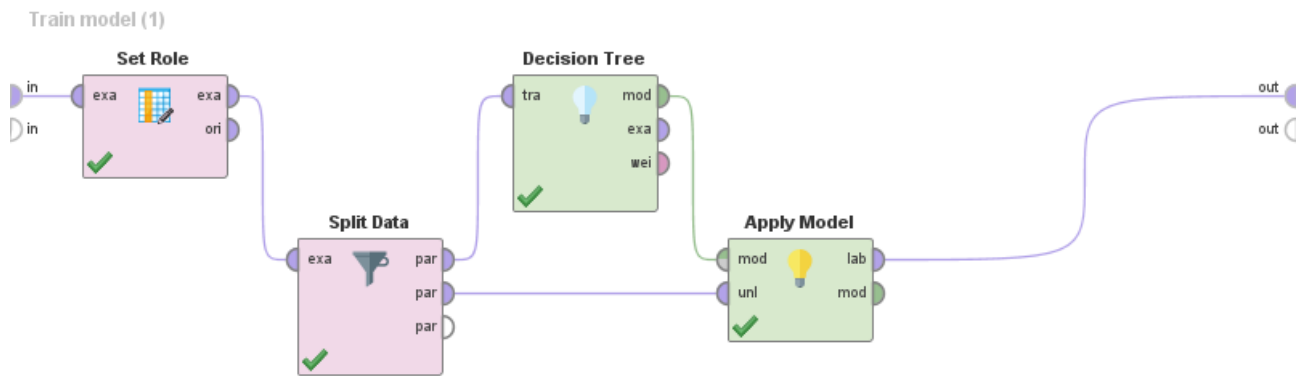 Train model (1)
Set Role
in
exa
exa
in
ori
Decision Tree
tra
mod
exa
wei
Split Data
exa
par
par
par
Apply Model
mod
lab
unl
mod
out
out